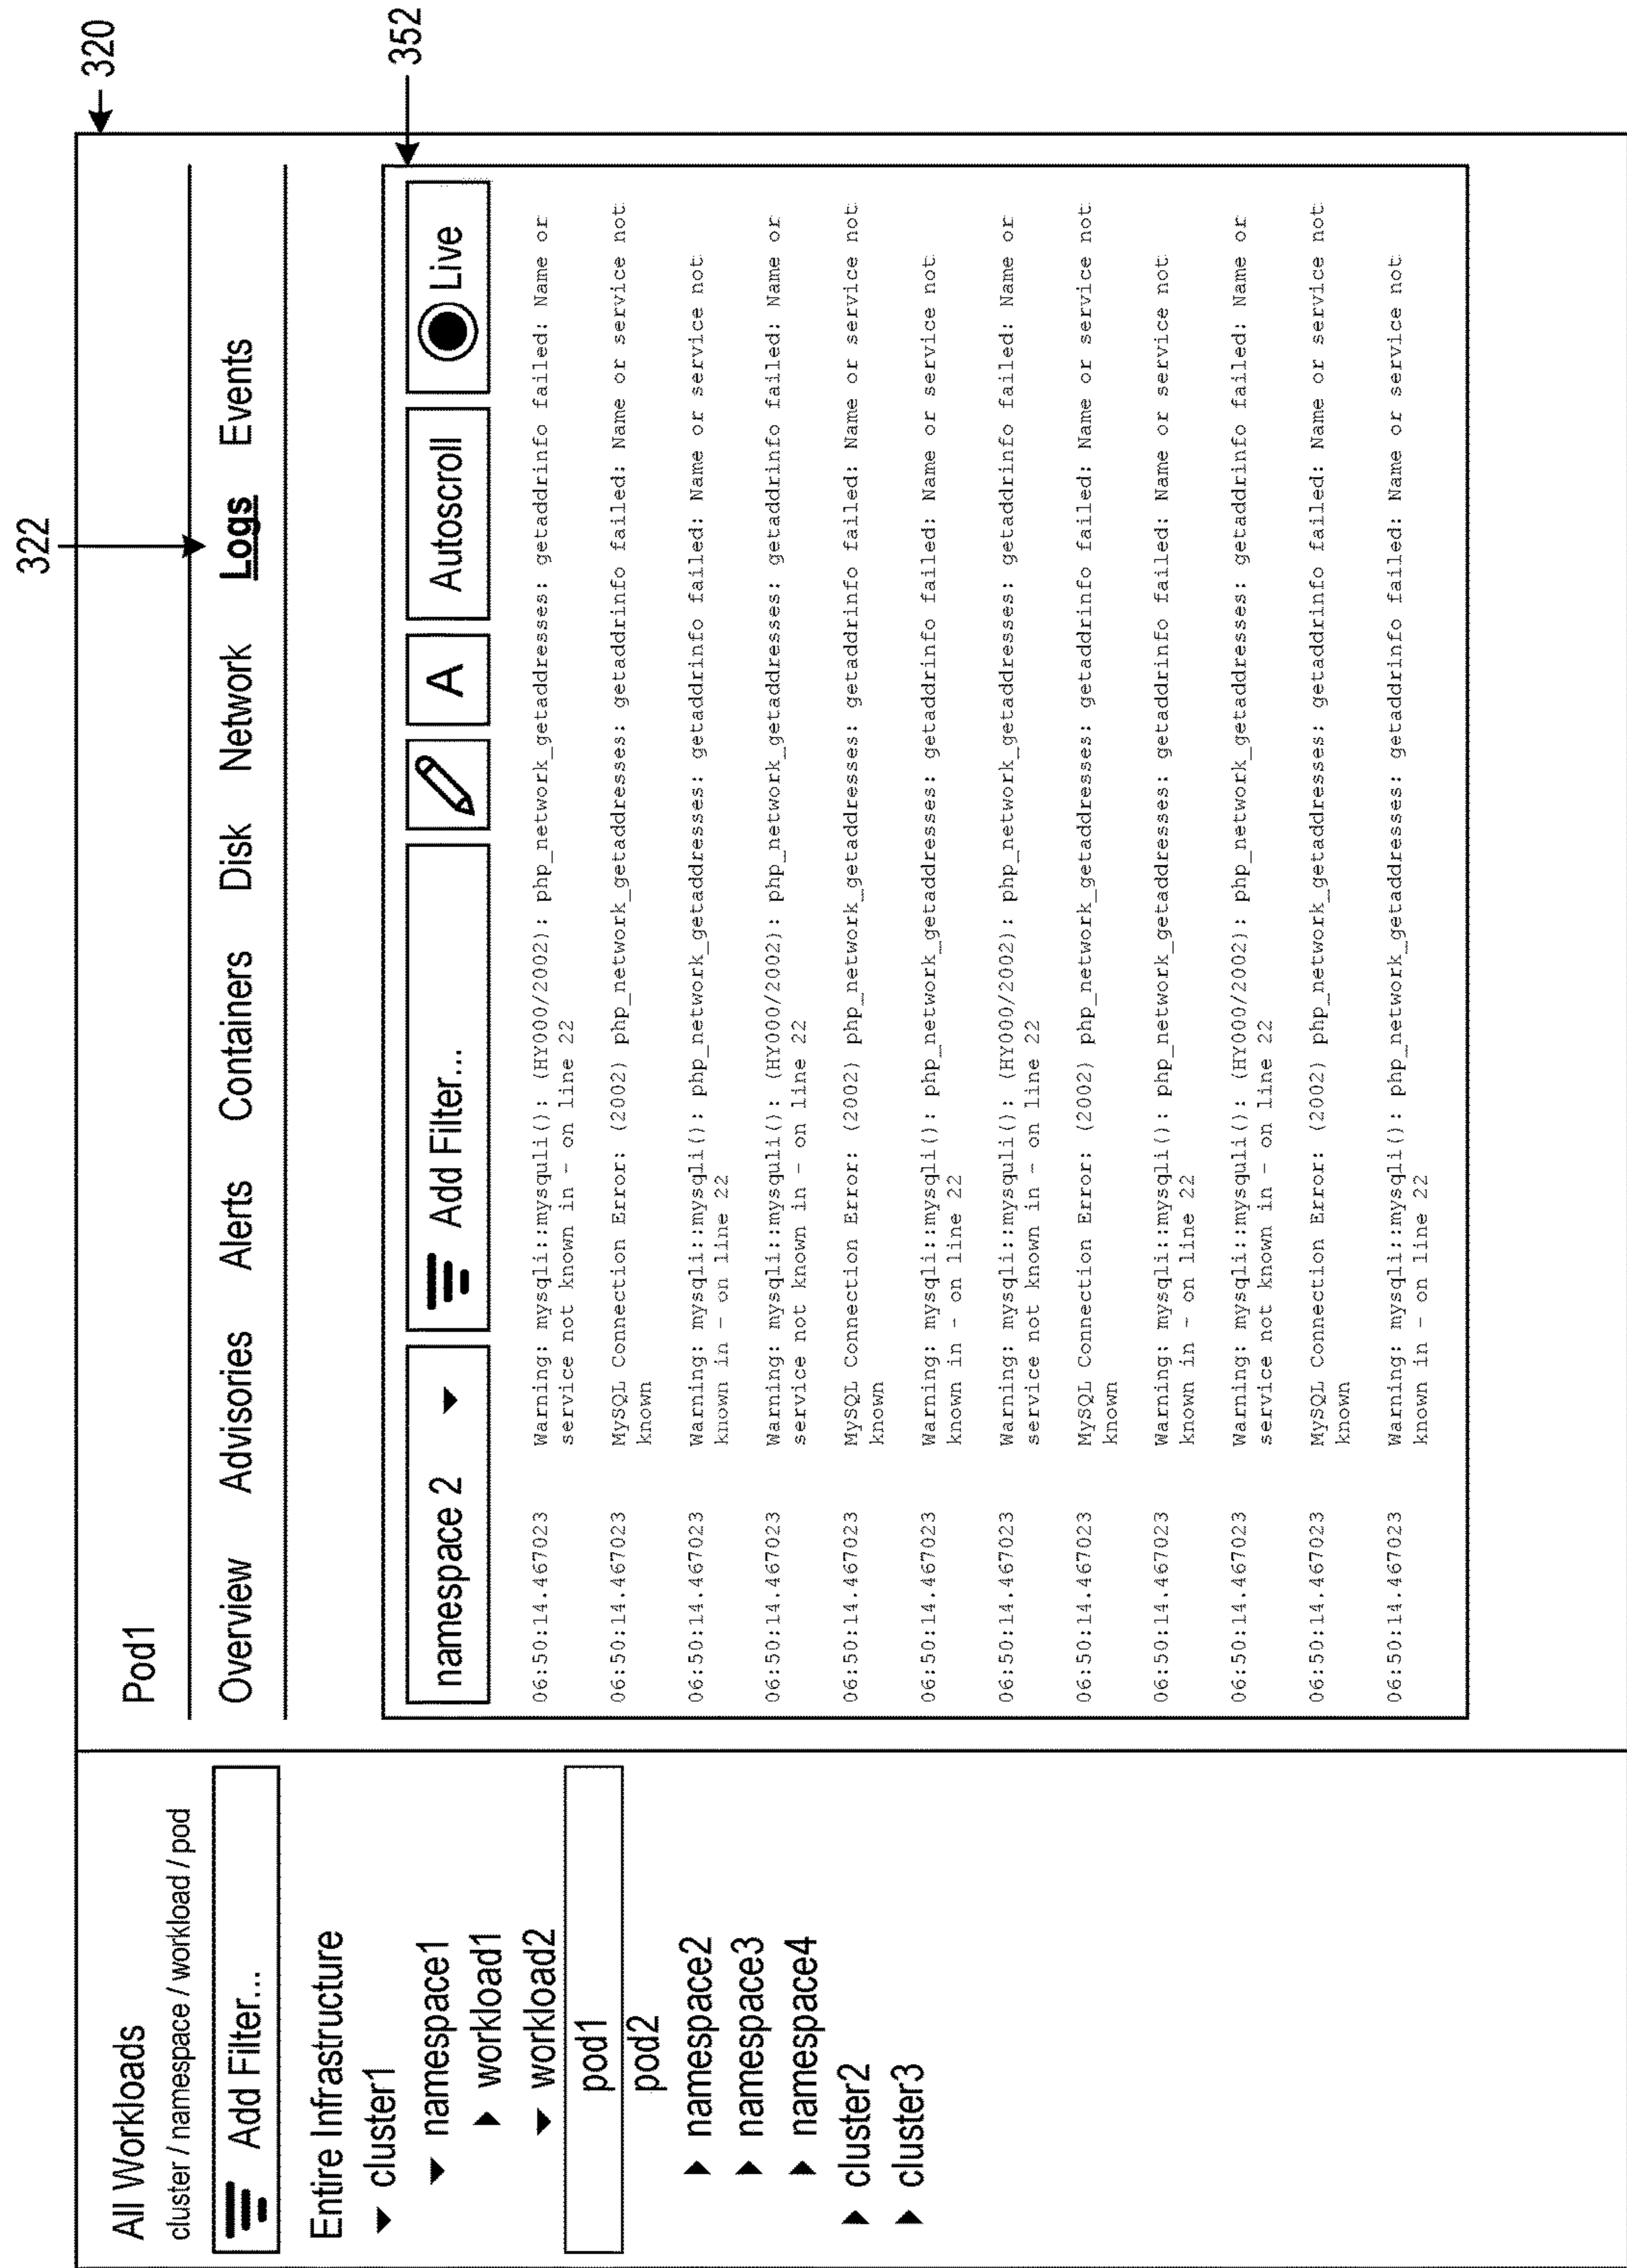 320
322
352
All Workloads
cluster / namespace / workload / pod
Add Filter...
Entire Infrastructure
cluster1
namespace1
workload1
workload2
pod1
pod2
namespace2
namespace3
namespace4
cluster2
cluster3
Pod1
Overview Advisories Alerts Containers Disk Network Logs Events
namespace 2 Add Filter... A Autoscroll Live
06:50:14.467023 Warning: mysqli::mysquli(): (HY000/2002): php_network_getaddresses: getaddrinfo failed: Name or
service not known in - on line 22
06:50:14.467023 MySQL Connection Error: (2002) php_network_getaddresses: getaddrinfo failed: Name or service not
known
06:50:14.467023 Warning: mysqli::mysqli(): php_network_getaddresses: getaddrinfo failed: Name or service not
known in - on line 22
06:50:14.467023 Warning: mysqli::mysquli(): (HY000/2002): php_network_getaddresses: getaddrinfo failed: Name or
service not known in - on line 22
06:50:14.467023 MySQL Connection Error: (2002) php_network_getaddresses: getaddrinfo failed: Name or service not
known
06:50:14.467023 Warning: mysqli::mysqli(): php_network_getaddresses: getaddrinfo failed: Name or service not
known in - on line 22
06:50:14.467023 Warning: mysqli::mysquli(): (HY000/2002): php_network_getaddresses: getaddrinfo failed: Name or
service not known in - on line 22
06:50:14.467023 MySQL Connection Error: (2002) php_network_getaddresses: getaddrinfo failed: Name or service not
known
06:50:14.467023 Warning: mysqli::mysqli(): php_network_getaddresses: getaddrinfo failed: Name or service not
known in - on line 22
06:50:14.467023 Warning: mysqli::mysquli(): (HY000/2002): php_network_getaddresses: getaddrinfo failed: Name or
service not known in - on line 22
06:50:14.467023 MySQL Connection Error: (2002) php_network_getaddresses: getaddrinfo failed: Name or service not
known
06:50:14.467023 Warning: mysqli::mysqli(): php_network_getaddresses: getaddrinfo failed: Name or service not
known in - on line 22